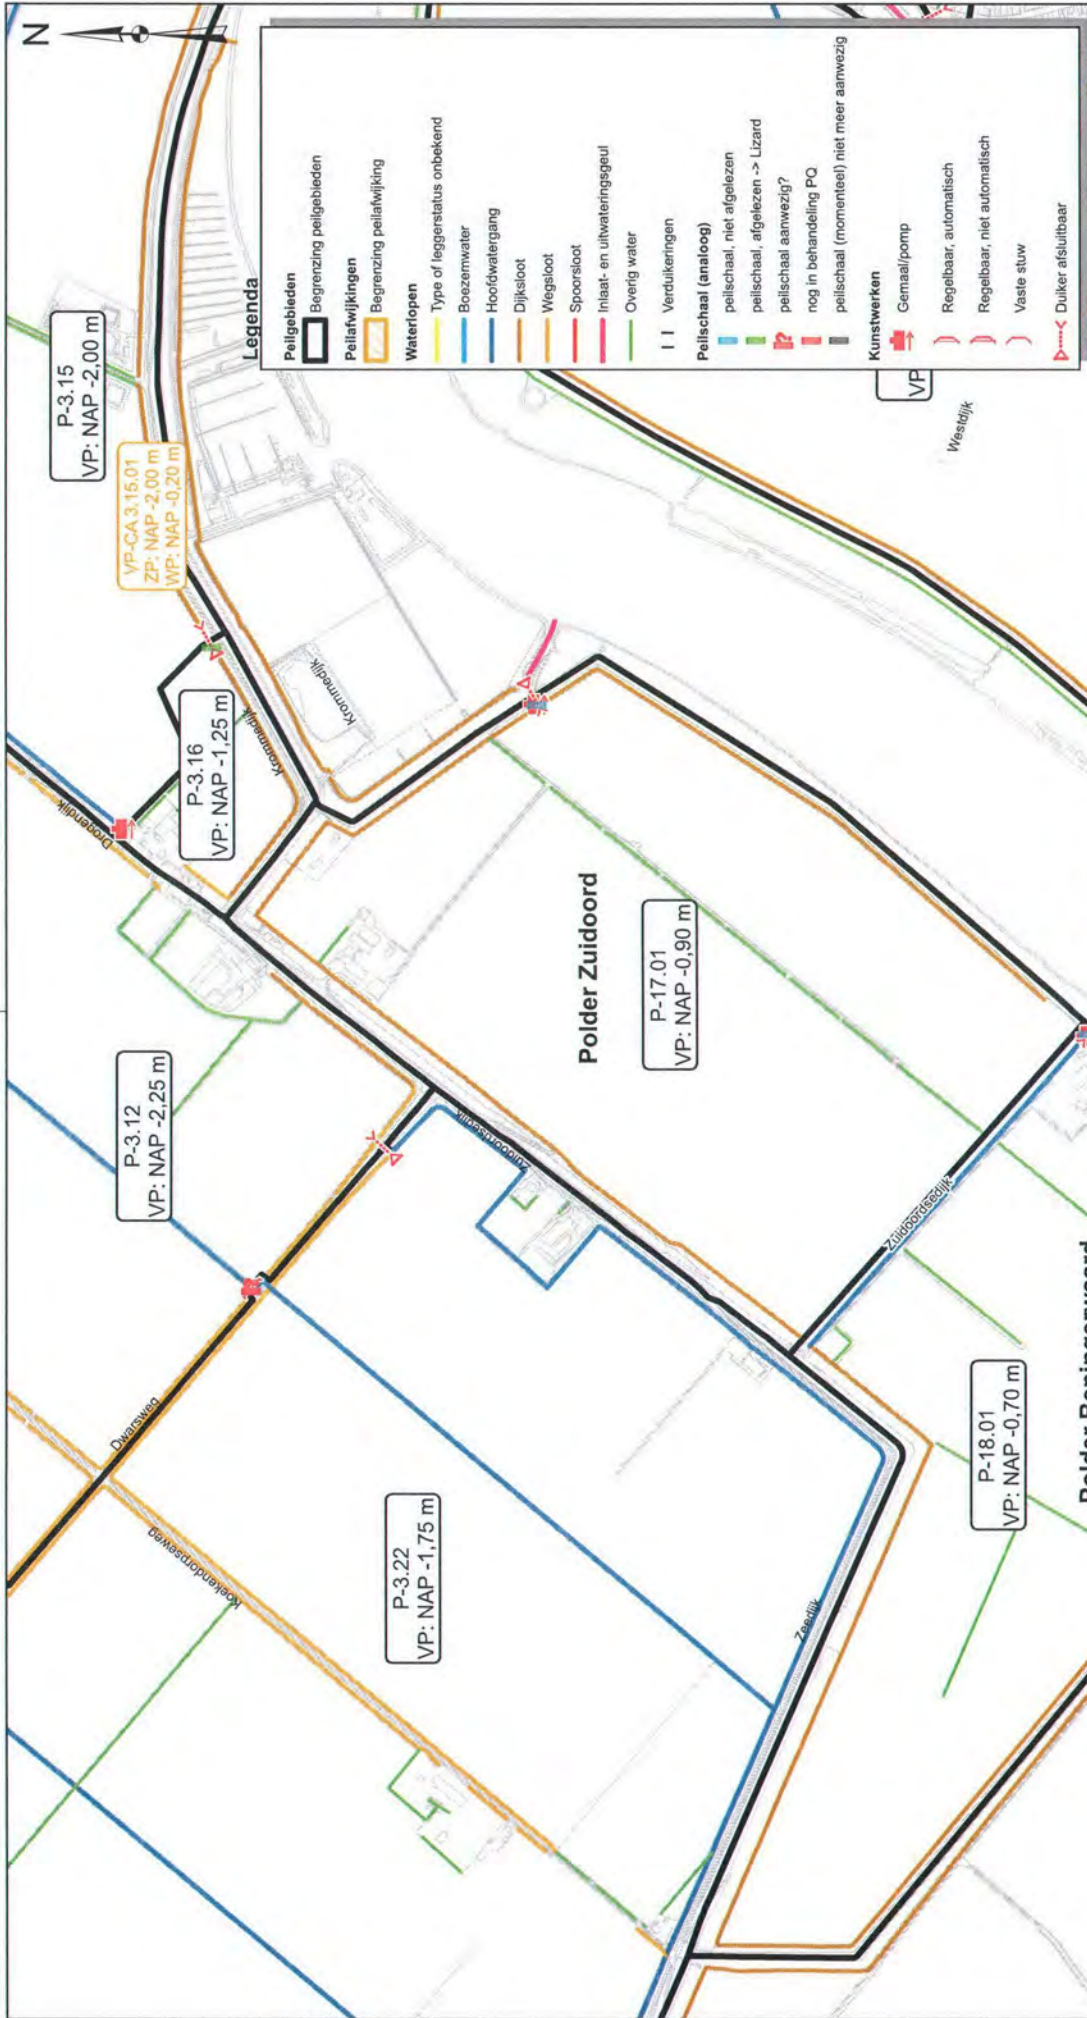 N
P-3.15
VP: NAP -2,00 m
VP-CA 3.15.01
ZP: NAP -2,00 m
WP: NAP -0,20 m
P-3.16
VP: NAP -1,25 m
Krommedijk
Krommedijk
Drogendijk
P-3.12
VP: NAP -2,25 m
Polder Zuidoord
P-17.01
VP: NAP -0,90 m
Zuidoordsedijk
Zuidoordsedijk
Dwarsweg
Koekendorpseweg
P-3.22
VP: NAP -1,75 m
Zeedijk
P-18.01
VP: NAP -0,70 m
Westdijk
VP
Legenda
Peilgebieden
Begrenzing peilgebieden
Peilafwijkingen
Begrenzing peilafwijking
Waterlopen
Type of leggerstatus onbekend
Boezemwater
Hoofdwatergang
Dijksloot
Wegsloot
Spoorsloot
Inlaat- en uitwateringsgeul
Overig water
Verduikeringen
Peilschaal (analoog)
peilschaal, niet afgelezen
peilschaal, afgelezen -> Lizard
peilschaal aanwezig?
nog in behandeling PQ
peilschaal (momenteel) niet meer aanwezig
Kunstwerken
Gemaal/pomp
Regelbaar, automatisch
Regelbaar, niet automatisch
Vaste stuw
Duiker afsluitbaar